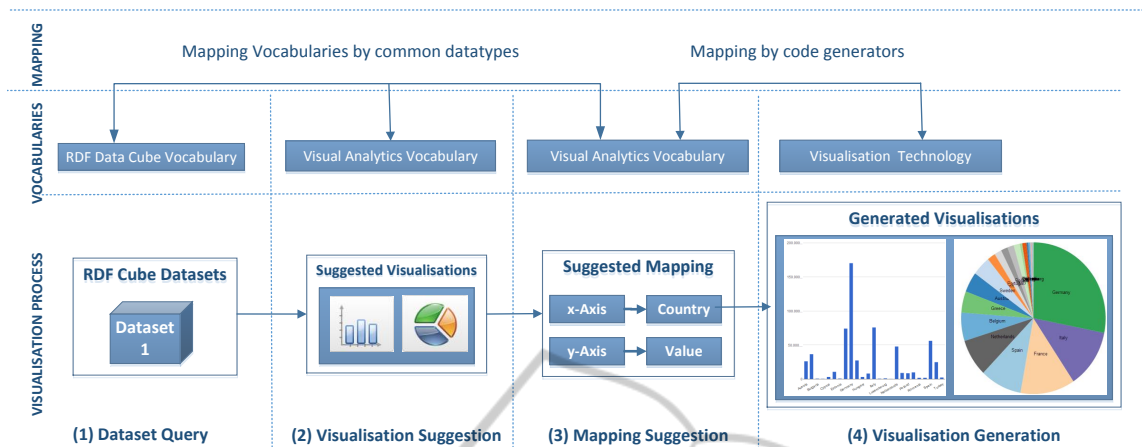 MAPPING
Mapping Vocabularies by common datatypes
Mapping by code generators
VOCABULARIES
RDF Data Cube Vocabulary
Visual Analytics Vocabulary
Visual Analytics Vocabulary
Visualisation Technology
VISUALISATION PROCESS
RDF Cube Datasets
Dataset
1
Suggested Visualisations
Suggested Mapping
x-Axis
Country
y-Axis
Value
Generated Visualisations
Germany
Italy
France
Spain
Netherlands
Belgium
Greece
Austria
Sweden
(1) Dataset Query
(2) Visualisation Suggestion
(3) Mapping Suggestion
(4) Visualisation Generation